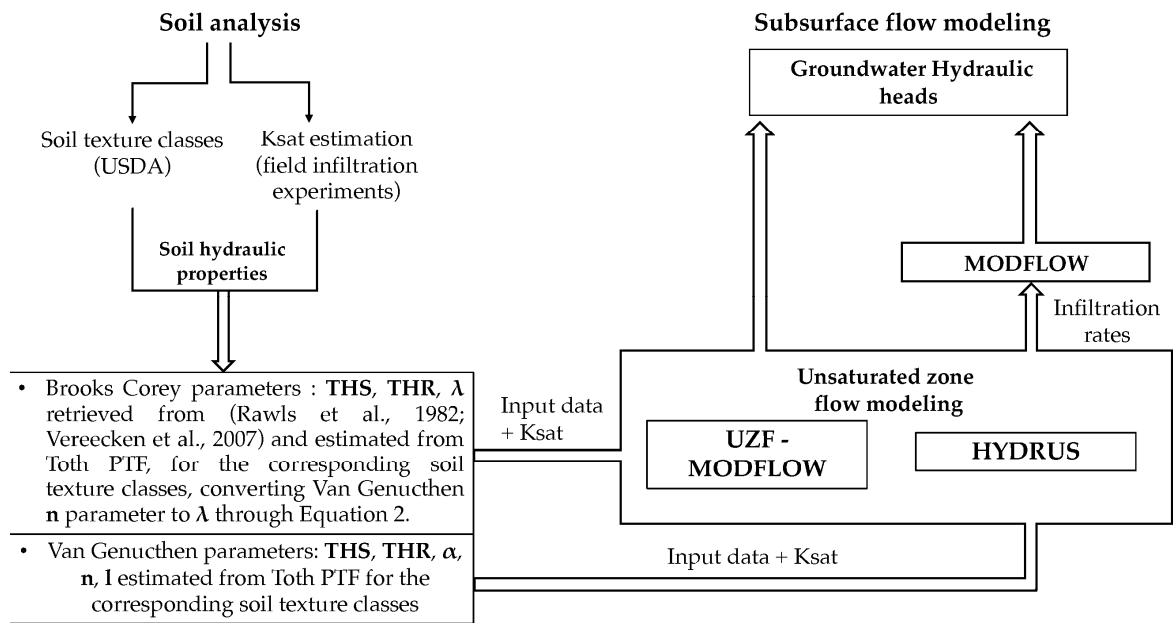 Soil analysis
Soil texture classes
(USDA)
Ksat estimation
(field infiltration
experiments)
Soil hydraulic
properties
• Brooks Corey parameters : THS, THR, λ
retrieved from (Rawls et al., 1982;
Vereecken et al., 2007) and estimated from
Toth PTF, for the corresponding soil
texture classes, converting Van Genucthen
n parameter to λ through Equation 2.
• Van Genucthen parameters: THS, THR, α,
n, l estimated from Toth PTF for the
corresponding soil texture classes
Input data
+ Ksat
Input data + Ksat
Subsurface flow modeling
Groundwater Hydraulic
heads
MODFLOW
Infiltration
rates
Unsaturated zone
flow modeling
UZF -
MODFLOW
HYDRUS